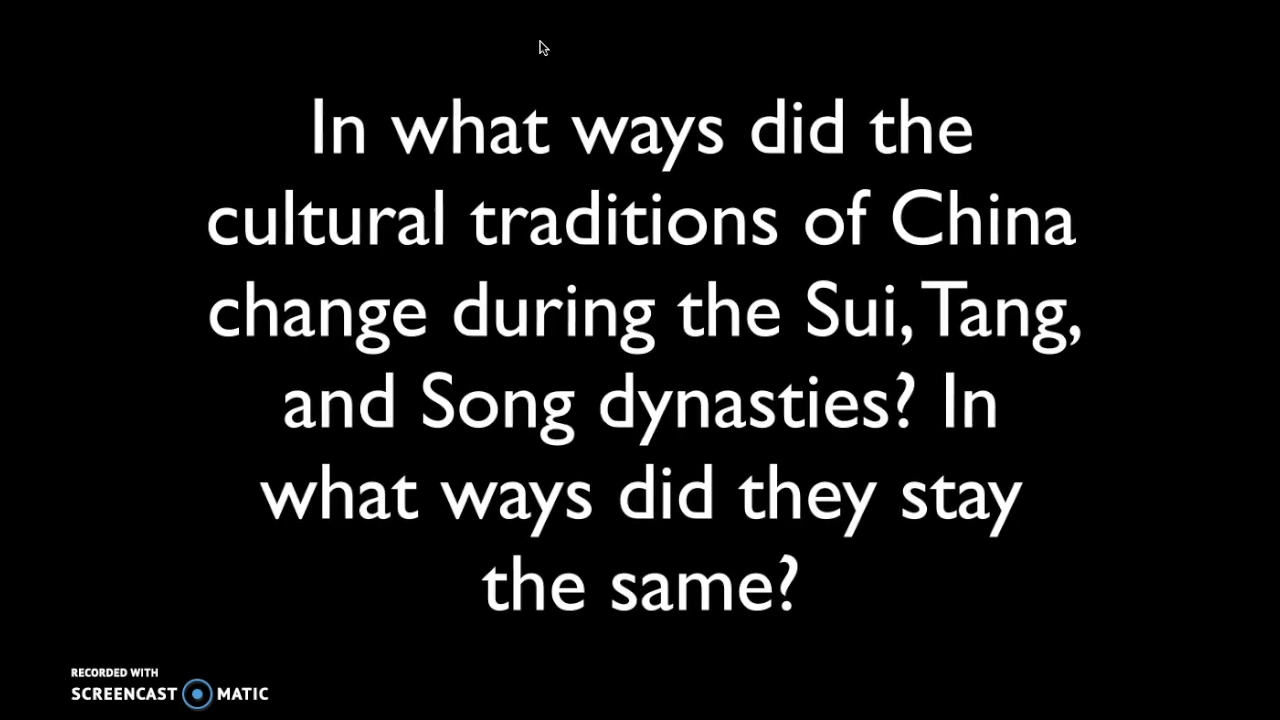 In what ways did the
cultural traditions of China
change during the Sui, Tang,
and Song dynasties? In
what ways did they stay
the same?
RECORDED WITH
SCREENCAST MATIC